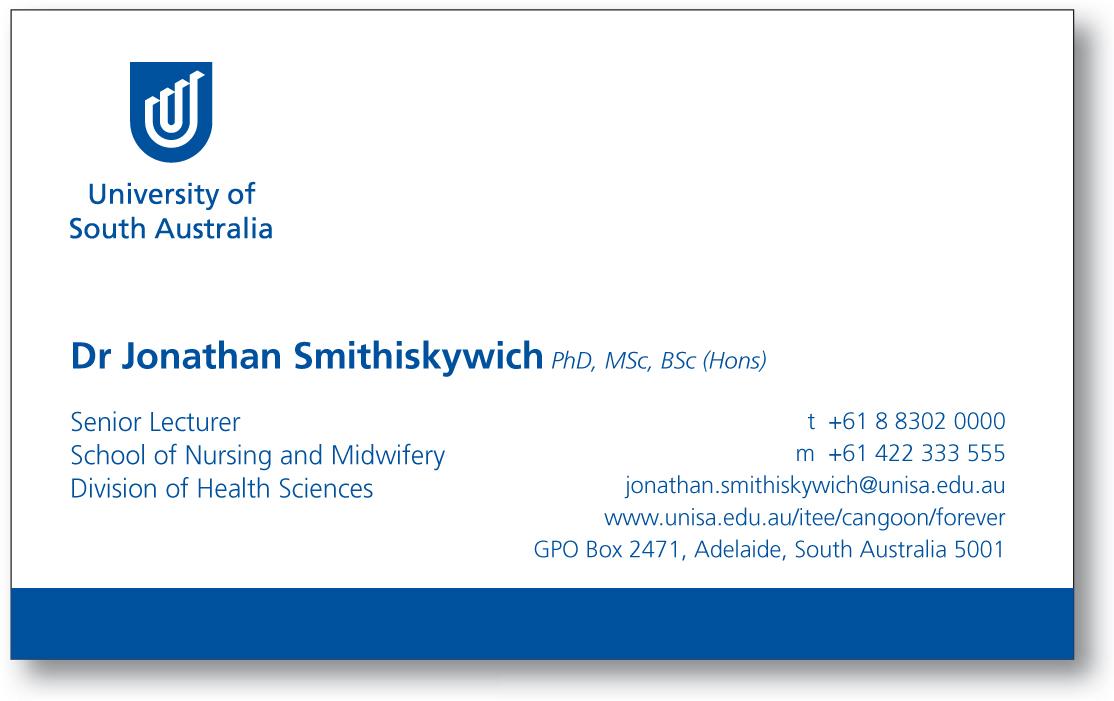 University of
South Australia
Dr Jonathan Smithiskywich PhD, MSc, BSc (Hons)
Senior Lecturer
School of Nursing and Midwifery
Division of Health Sciences
t +61 8 8302 0000
m +61 422 333 555
jonathan.smithiskywich@unisa.edu.au
www.unisa.edu.au/itee/cangoon/forever
GPO Box 2471, Adelaide, South Australia 5001